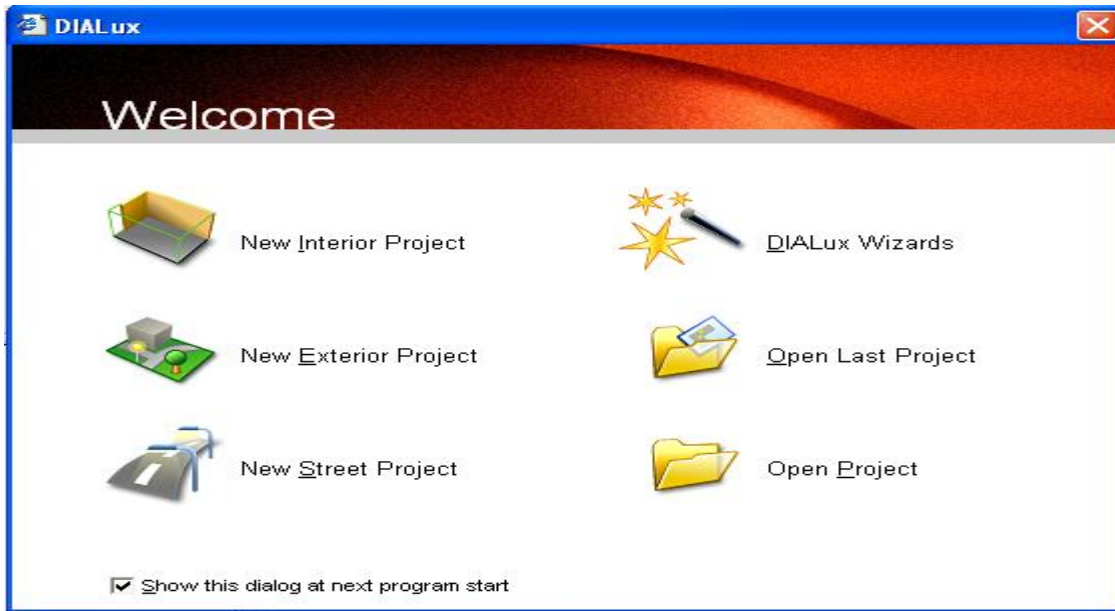 DIALux
Welcome
New Interior Project
DIALux Wizards
New Exterior Project
Open Last Project
New Street Project
Open Project
Show this dialog at next program start